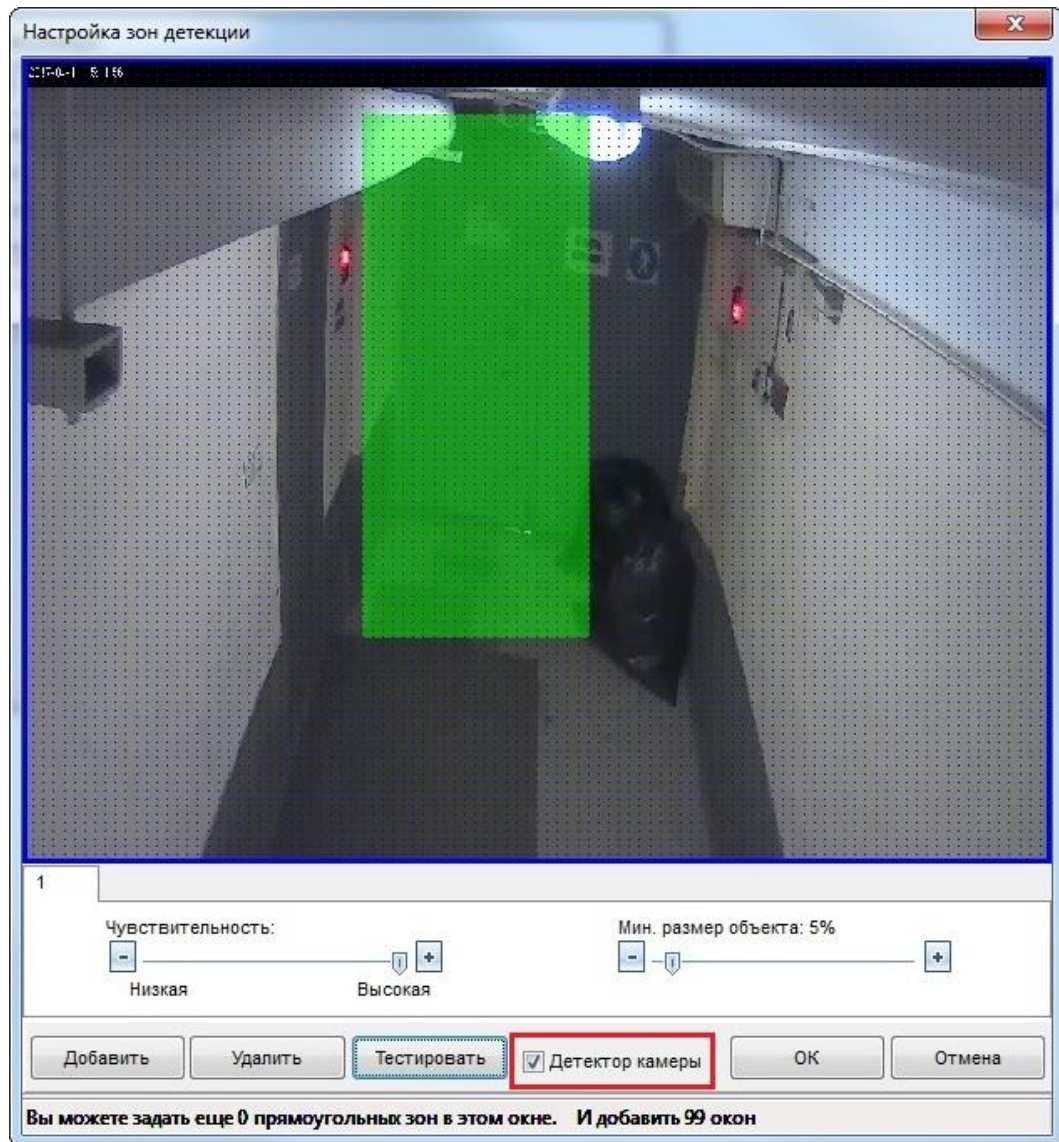 Настройка зон детекции
1
Чувствительность:
Мин. размер объекта: 5%
Низкая
Высокая
Добавить
Удалить
Тестировать
Детектор камеры
ОК
Отмена
Вы можете задать еще 0 прямоугольных зон в этом окне. И добавить 99 окон